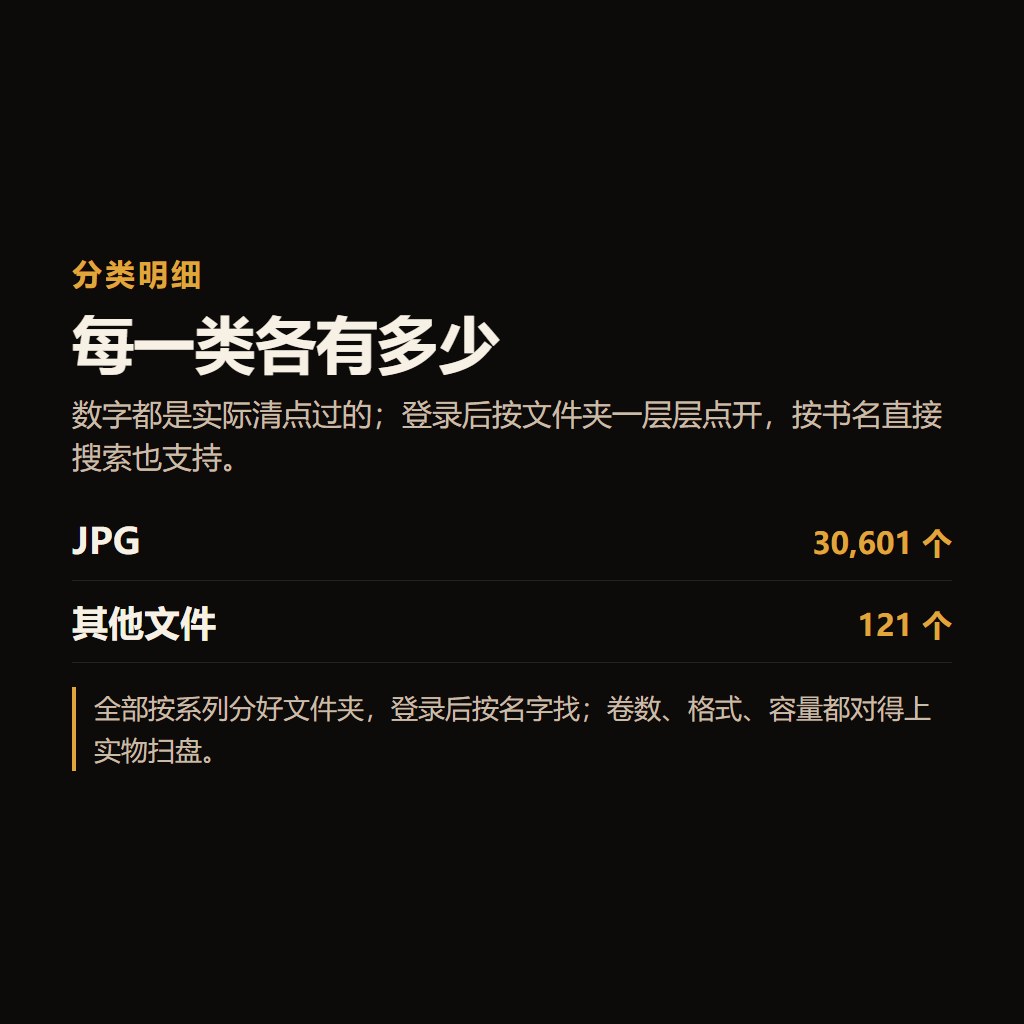 分类明细
每一类各有多少
数字都是实际清点过的；登录后按文件夹一层层点开，按书名直接
搜索也支持。
JPG 30,601 个
其他文件 121 个
全部按系列分好文件夹，登录后按名字找；卷数、格式、容量都对得上
实物扫盘。